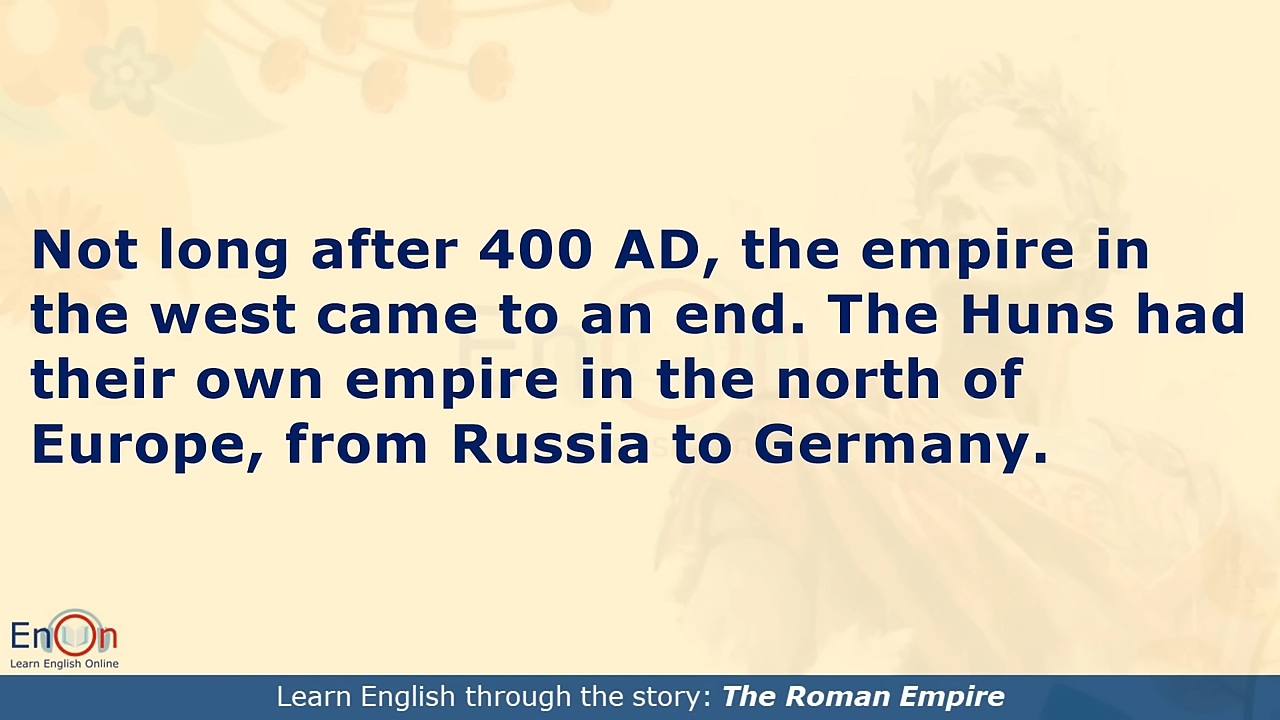 Not long after 400 AD, the empire in
the west came to an end. The Huns had
their own empire in the north of
Europe, from Russia to Germany.
EnOn
Learn English Online
Learn English through the story: The Roman Empire